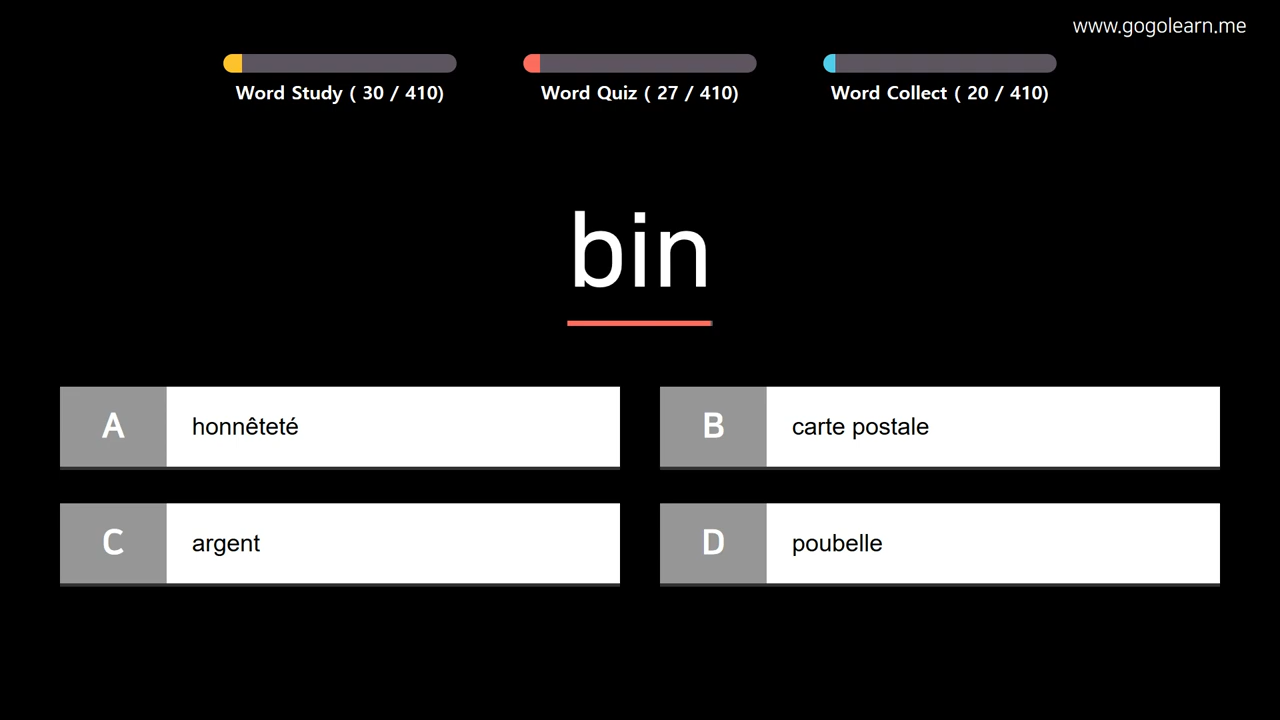 www.gogolearn.me
Word Study ( 30 / 410)
Word Quiz ( 27 / 410)
Word Collect ( 20 / 410)
bin
A honnêteté
B carte postale
C argent
D poubelle